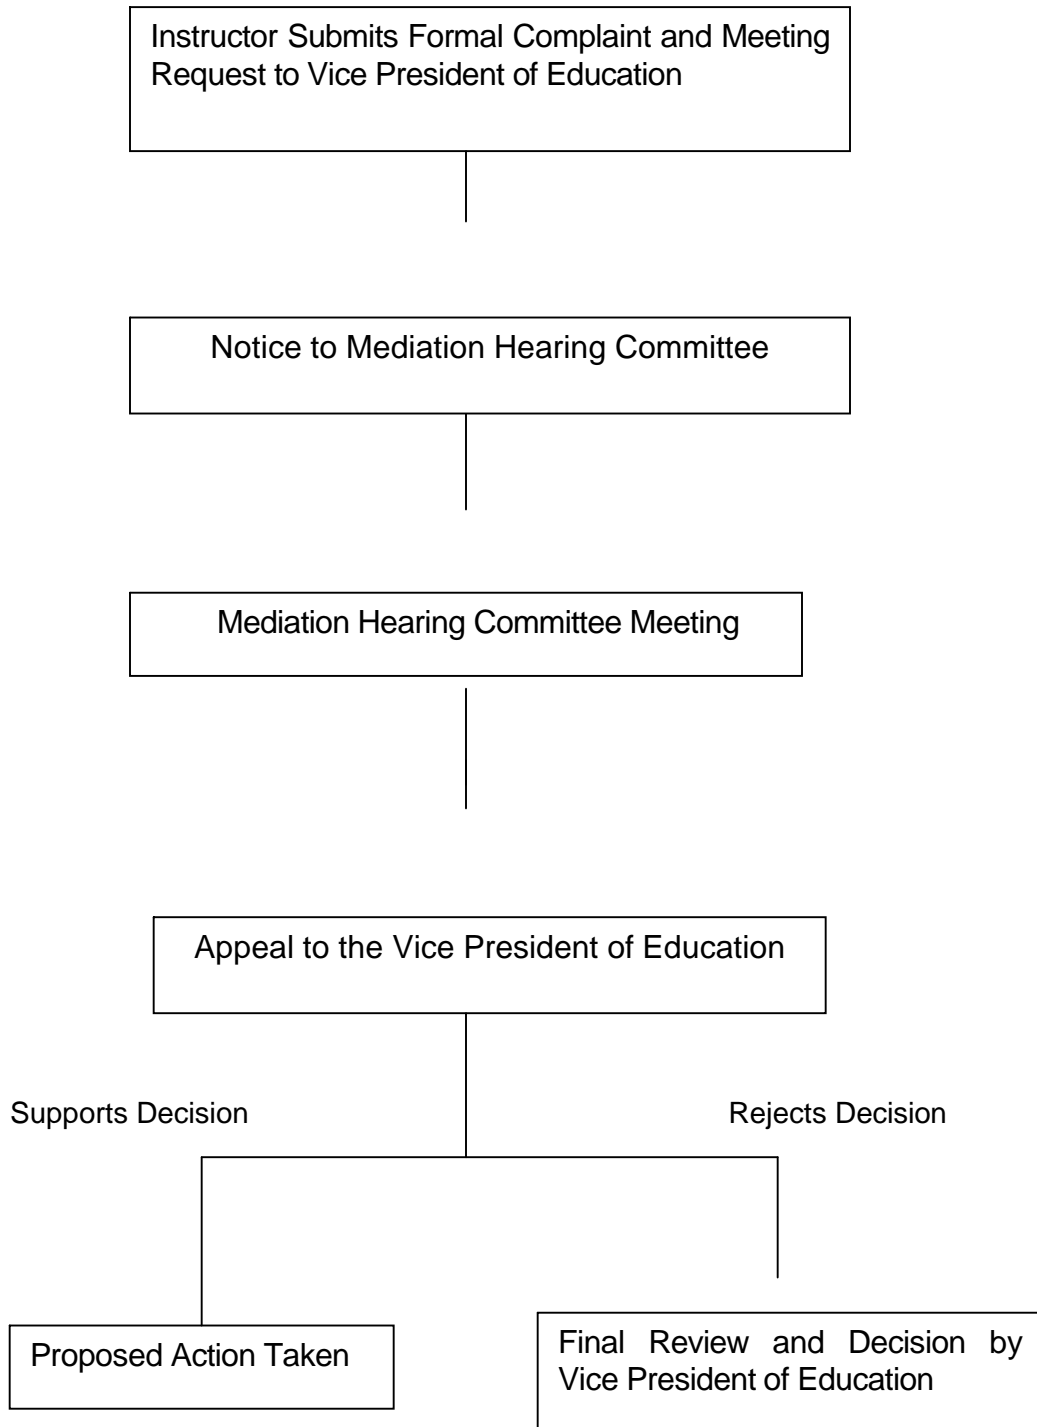 Instructor Submits Formal Complaint and Meeting
Request to Vice President of Education
Notice to Mediation Hearing Committee
Mediation Hearing Committee Meeting
Appeal to the Vice President of Education
Supports Decision
Rejects Decision
Proposed Action Taken
Final Review and Decision by
Vice President of Education